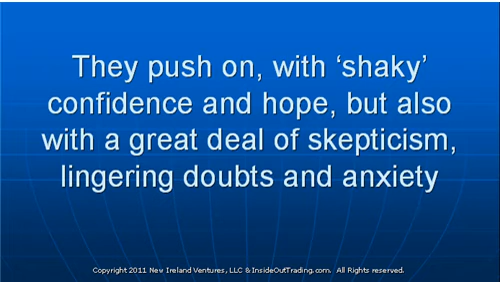 They push on, with ‘shaky’
confidence and hope, but also
with a great deal of skepticism,
lingering doubts and anxiety
Copyright 2011 New Ireland Ventures, LLC & InsideOutTrading.com. All Rights reserved.